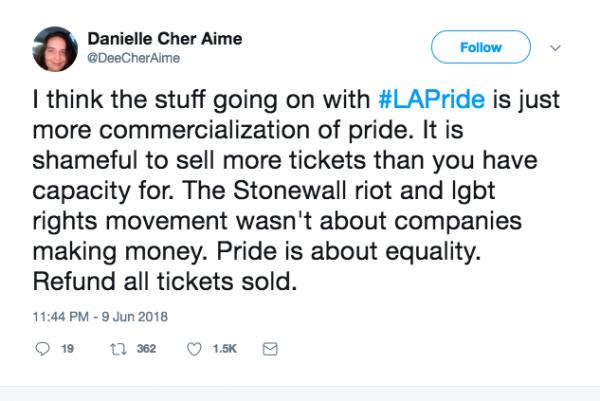 Danielle Cher Aime
@DeeCherAime
Follow
I think the stuff going on with #LAPride is just
more commercialization of pride. It is
shameful to sell more tickets than you have
capacity for. The Stonewall riot and lgbt
rights movement wasn't about companies
making money. Pride is about equality.
Refund all tickets sold.
11:44 PM - 9 Jun 2018
19 362 1.5K